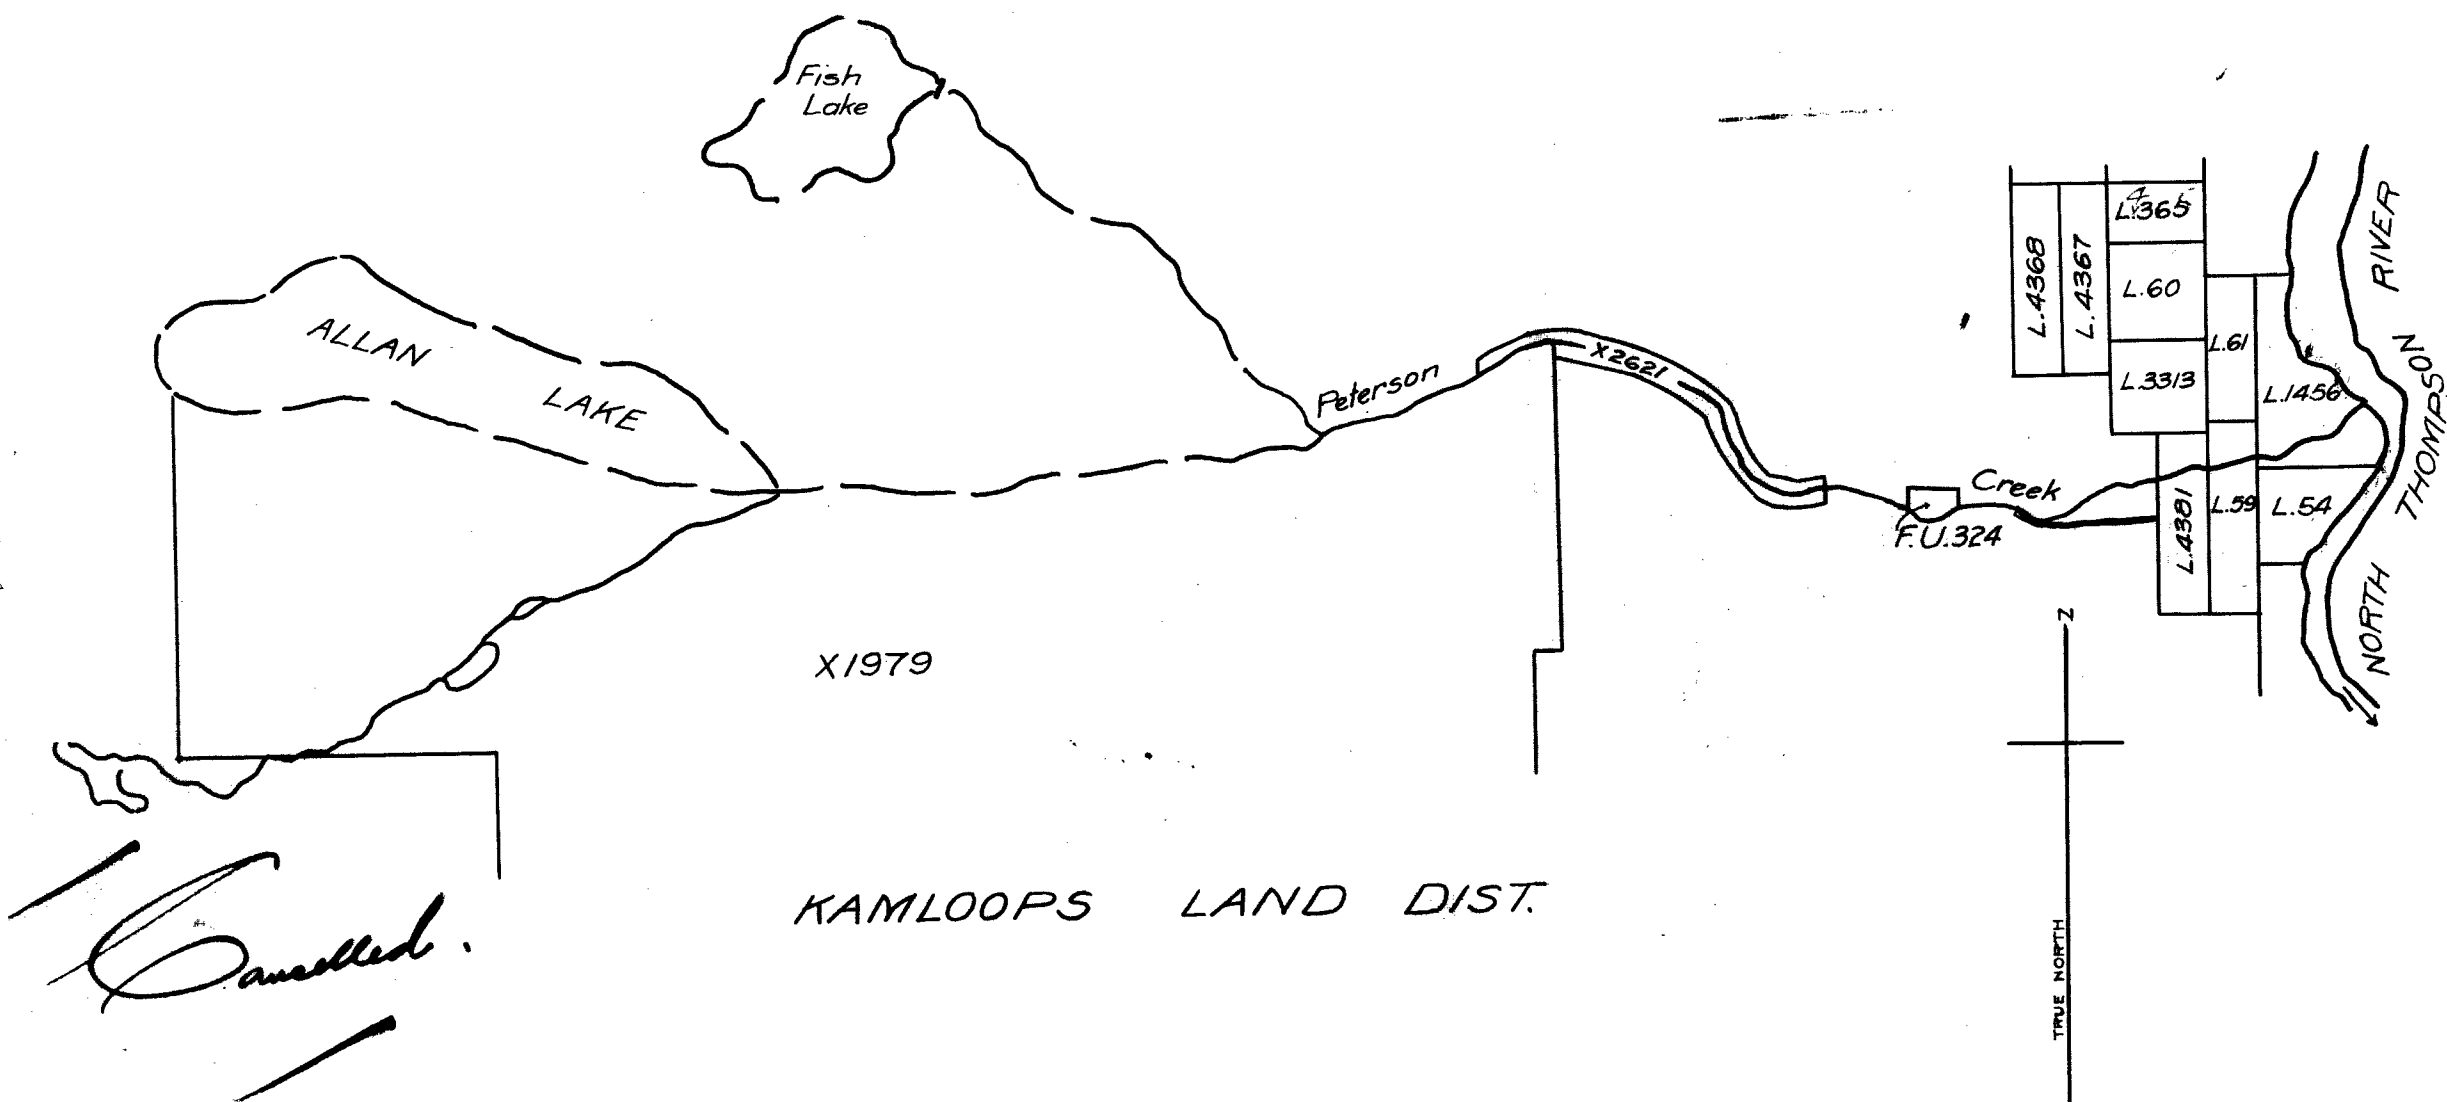 Fish
Lake
ALLAN
LAKE
Peterson
X2621
Creek
F.U.324
L.4368
L.4367
L.4365
L.60
L.61
L.3313
L.1456
L.4381
L.59
L.54
RIVER
THOMPSON
NORTH
X1979
N
TRUE NORTH
KAMLOOPS LAND DIST.
Cancelled.